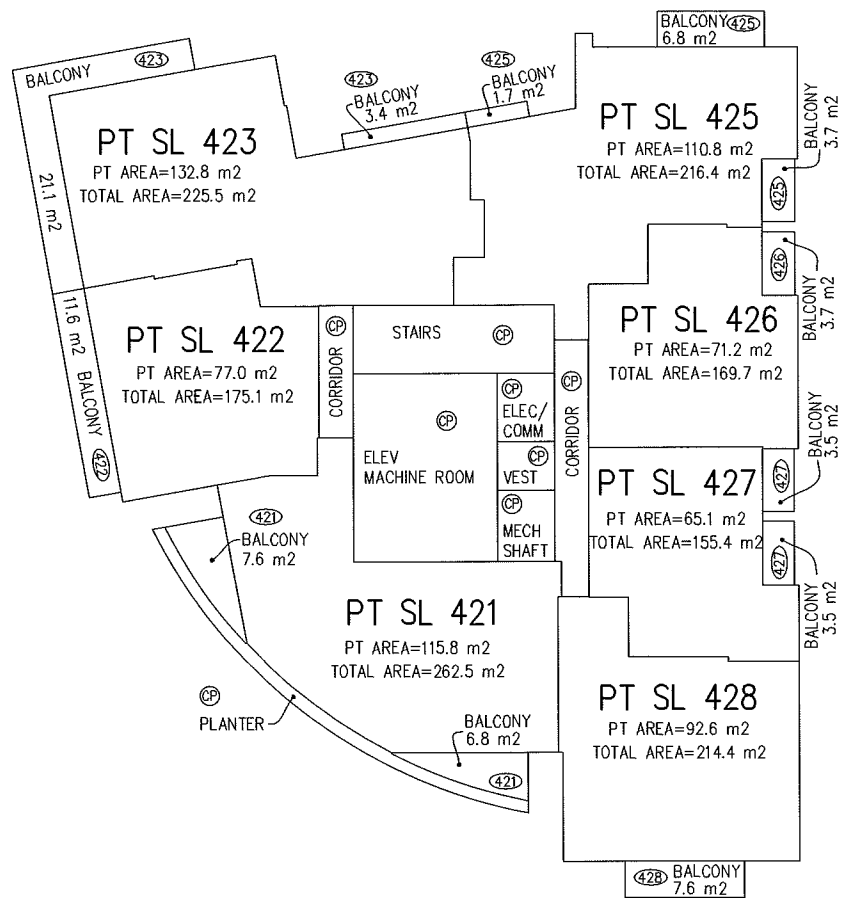 BALCONY 423
21.1 m2
PT SL 423
PT AREA=132.8 m2
TOTAL AREA=225.5 m2
423
BALCONY
3.4 m2
425
BALCONY
1.7 m2
BALCONY 425
6.8 m2
PT SL 425
PT AREA=110.8 m2
TOTAL AREA=216.4 m2
BALCONY
3.7 m2
425
426
BALCONY
3.7 m2
PT SL 426
PT AREA=71.2 m2
TOTAL AREA=169.7 m2
11.6 m2 BALCONY 422
PT SL 422
PT AREA=77.0 m2
TOTAL AREA=175.1 m2
CP
CORRIDOR
STAIRS CP
CP
ELEV
MACHINE ROOM
CP
ELEC/
COMM
CP
VEST
CP
MECH
SHAFT
CP
CORRIDOR
BALCONY
3.5 m2
427
PT SL 427
PT AREA=65.1 m2
TOTAL AREA=155.4 m2
427
BALCONY
3.5 m2
421
BALCONY
7.6 m2
PT SL 421
PT AREA=115.8 m2
TOTAL AREA=262.5 m2
CP
PLANTER
BALCONY
6.8 m2
421
PT SL 428
PT AREA=92.6 m2
TOTAL AREA=214.4 m2
428 BALCONY
7.6 m2